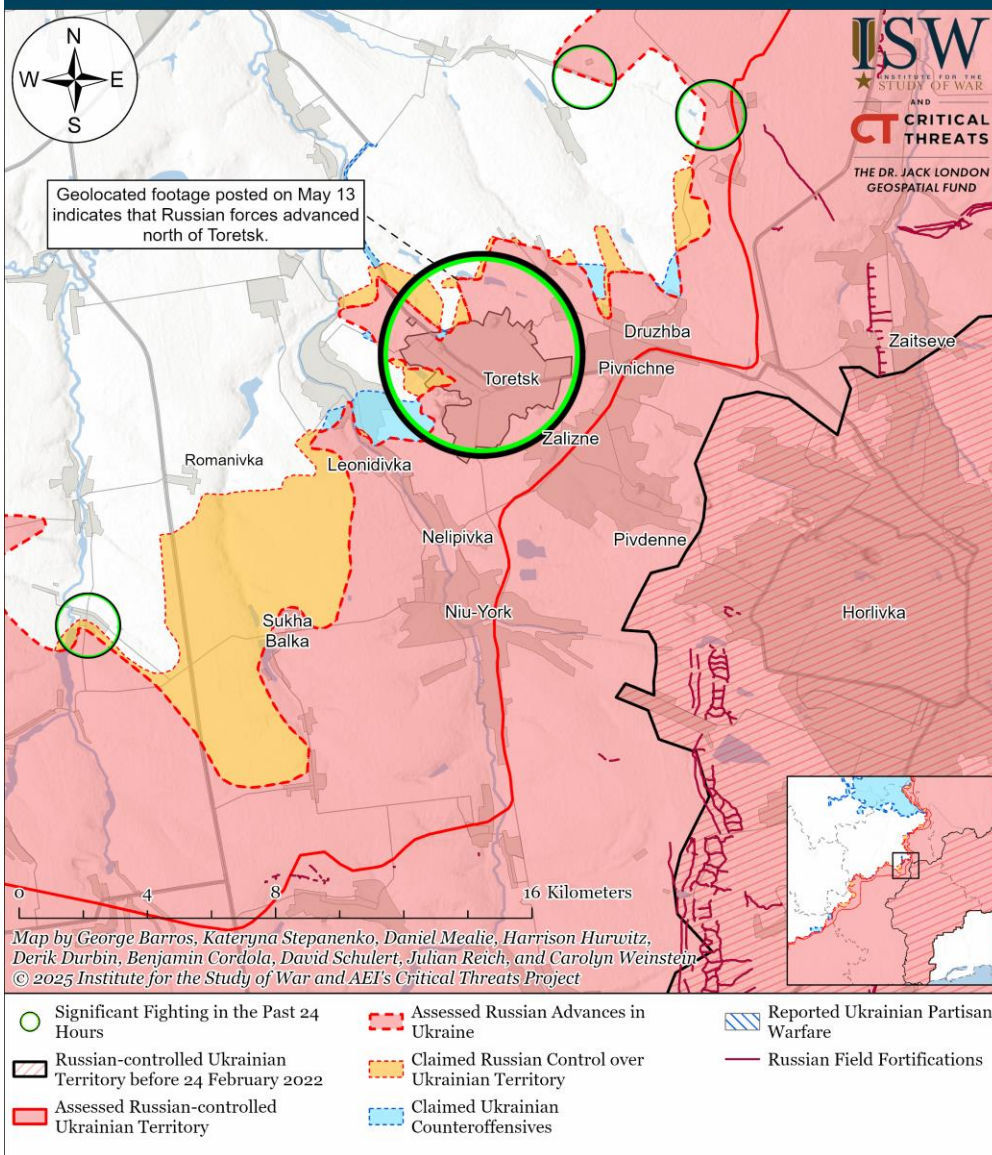 N
W
E
S
ISW
INSTITUTE FOR THE
STUDY OF WAR
AND
CT CRITICAL
THREATS
THE DR. JACK LONDON
GEOSPATIAL FUND
Geolocated footage posted on May 13
indicates that Russian forces advanced
north of Toretsk.
Druzhba
Zaitseve
Pivnichne
Toretsk
Zalizne
Romanivka
Leonidivka
Nelipivka
Pivdenne
Niu-York
Horlivka
Sukha
Balka
0 4 8 16 Kilometers
Map by George Barros, Kateryna Stepanenko, Daniel Mealie, Harrison Hurwitz,
Derik Durbin, Benjamin Cordola, David Schulert, Julian Reich, and Carolyn Weinstein
© 2025 Institute for the Study of War and AEI's Critical Threats Project
Significant Fighting in the Past 24
Hours
Russian-controlled Ukrainian
Territory before 24 February 2022
Assessed Russian-controlled
Ukrainian Territory
Assessed Russian Advances in
Ukraine
Claimed Russian Control over
Ukrainian Territory
Claimed Ukrainian
Counteroffensives
Reported Ukrainian Partisan
Warfare
Russian Field Fortifications